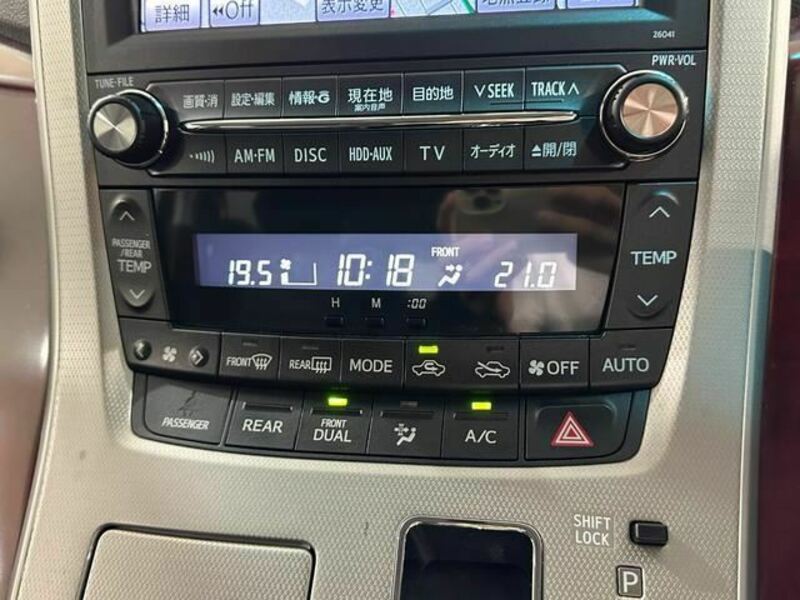 詳細 ◀◀Off 表示変更
26041
TUNE・FILE PWR・VOL
画質・消 設定・編集 情報・G 現在地 目的地 ∨SEEK TRACK∧
案内音声
AM・FM DISC HDD・AUX TV オーディオ ⏏開/閉
PASSENGER
/REAR
TEMP
TEMP
FRONT
19.5 10:18 21.0
H M :00
FRONT REAR MODE OFF AUTO
PASSENGER REAR FRONT
DUAL A/C
SHIFT
LOCK
P